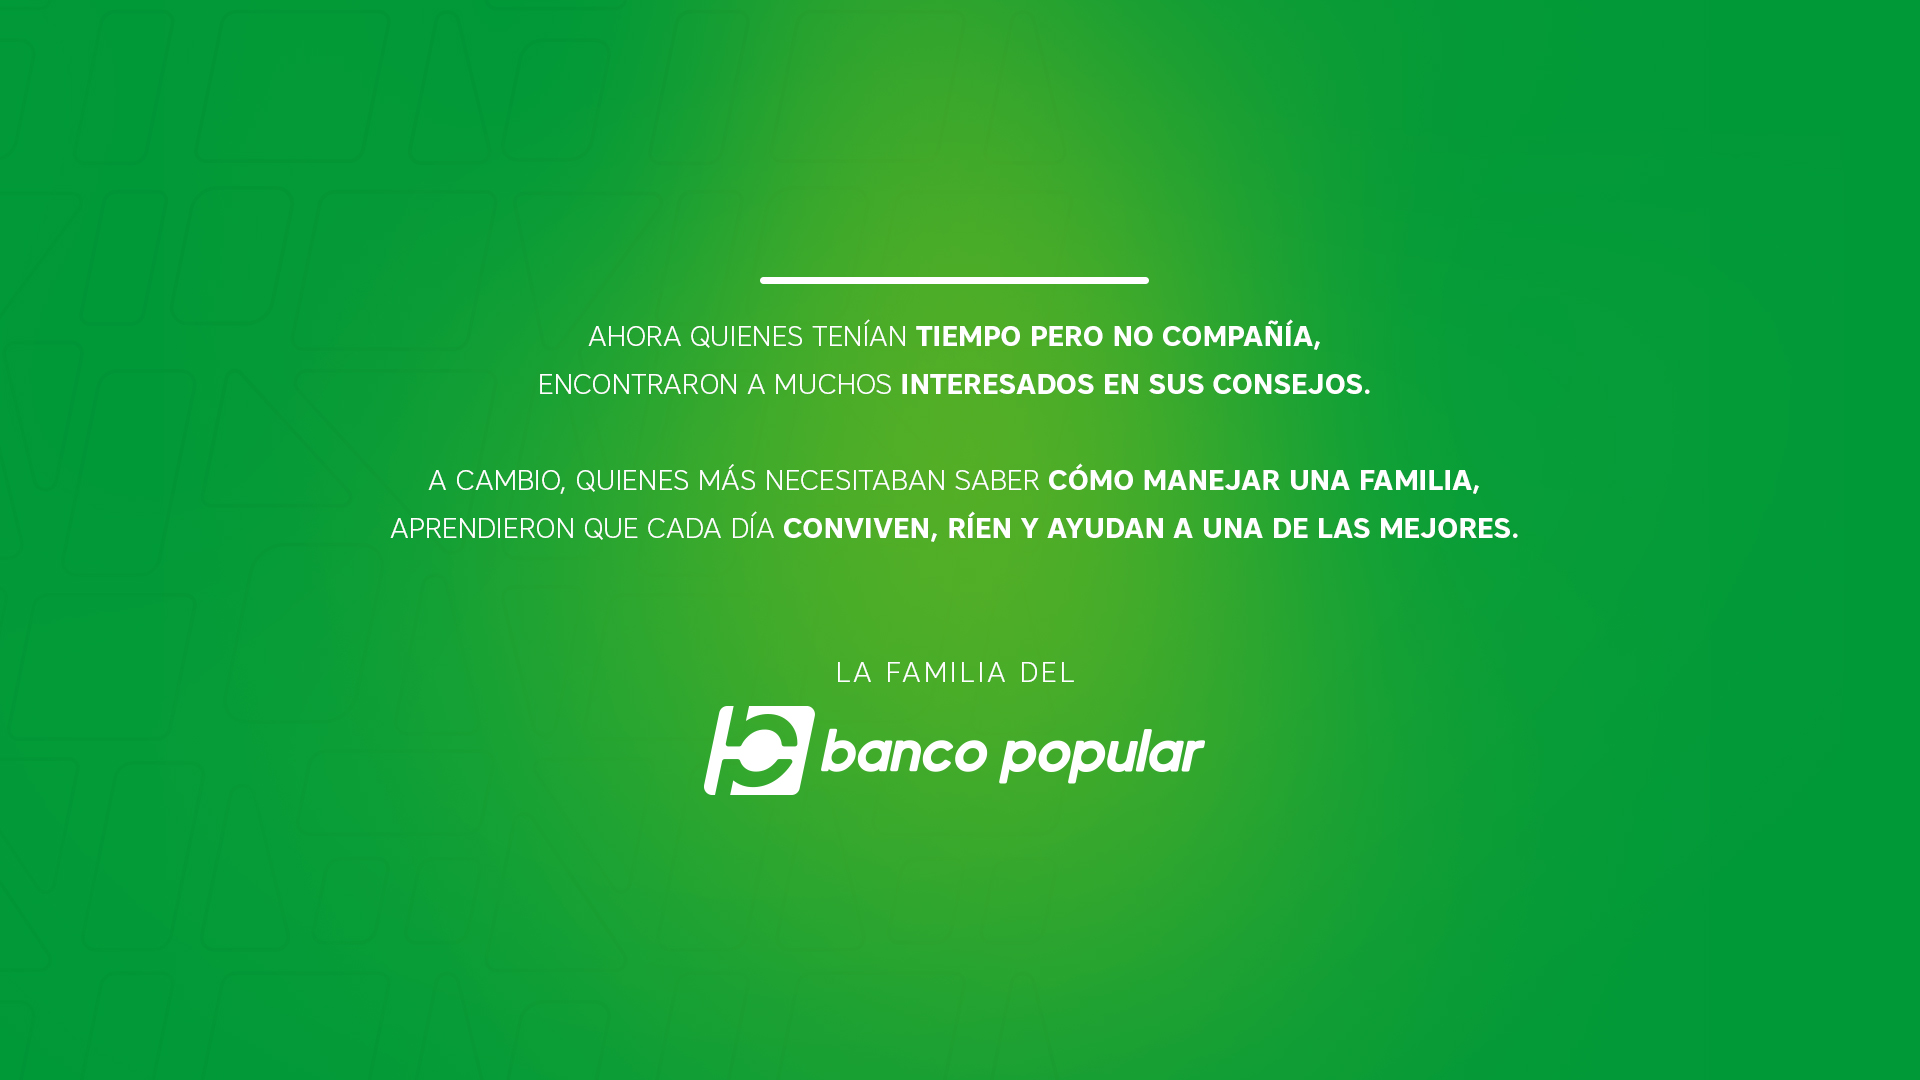 AHORA QUIENES TENÍAN TIEMPO PERO NO COMPAÑÍA,
ENCONTRARON A MUCHOS INTERESADOS EN SUS CONSEJOS.
A CAMBIO, QUIENES MÁS NECESITABAN SABER CÓMO MANEJAR UNA FAMILIA,
APRENDIERON QUE CADA DÍA CONVIVEN, RÍEN Y AYUDAN A UNA DE LAS MEJORES.
LA FAMILIA DEL
banco popular